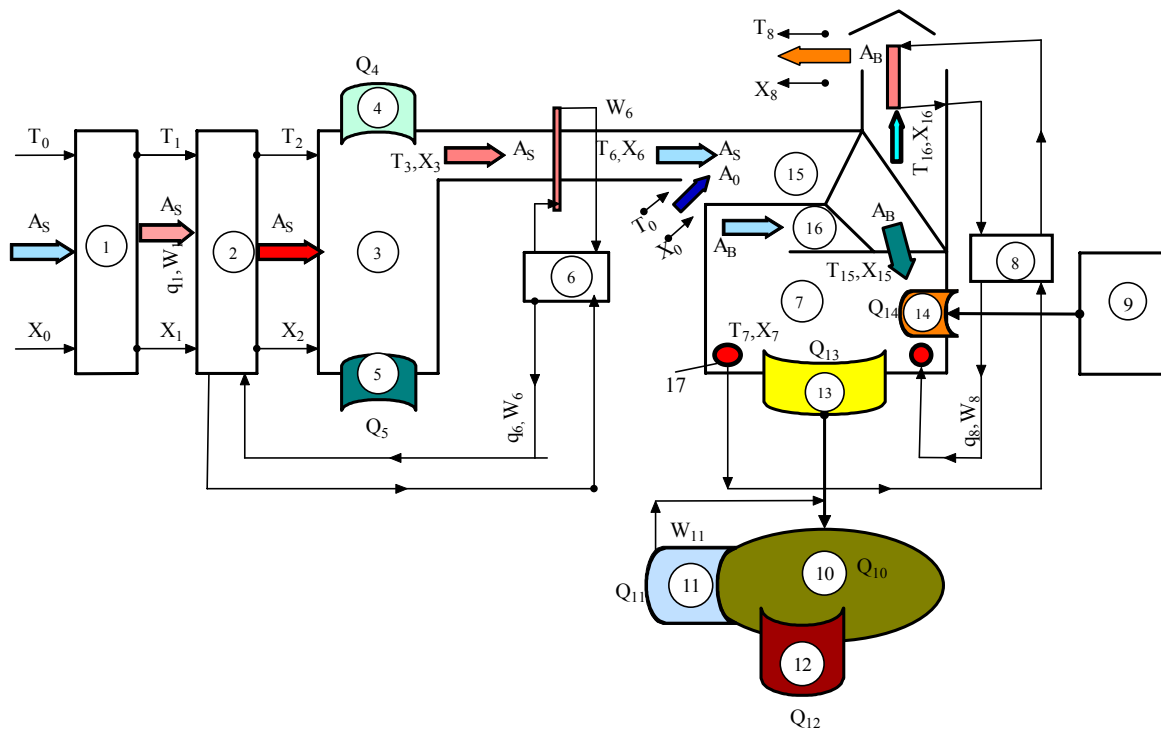 T8
AB
X8
Q4
4
W6
T0
T1
T2
T3,X3
AS
T6,X6
AS
T16,X16
A0
15
T0
X0
AS
1
AS
q1,W1
2
AS
3
AB
16
AB
T15,X15
6
8
7
Q14
14
9
X0
X1
X2
5
Q5
q6,W6
T7,X7
17
Q13
13
q8,W8
W11
Q11
11
10
Q10
12
Q12